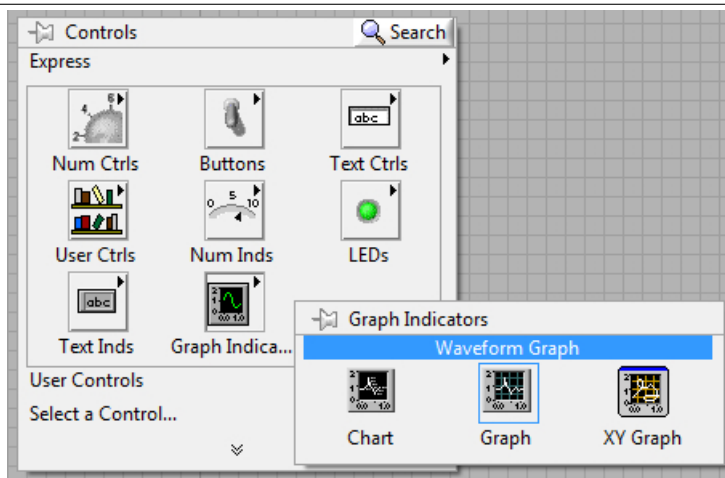 Controls
Search
Express
Num Ctrls
Buttons
Text Ctrls
User Ctrls
Num Inds
LEDs
Text Inds
Graph Indica...
User Controls
Select a Control...
Graph Indicators
Waveform Graph
Chart
Graph
XY Graph